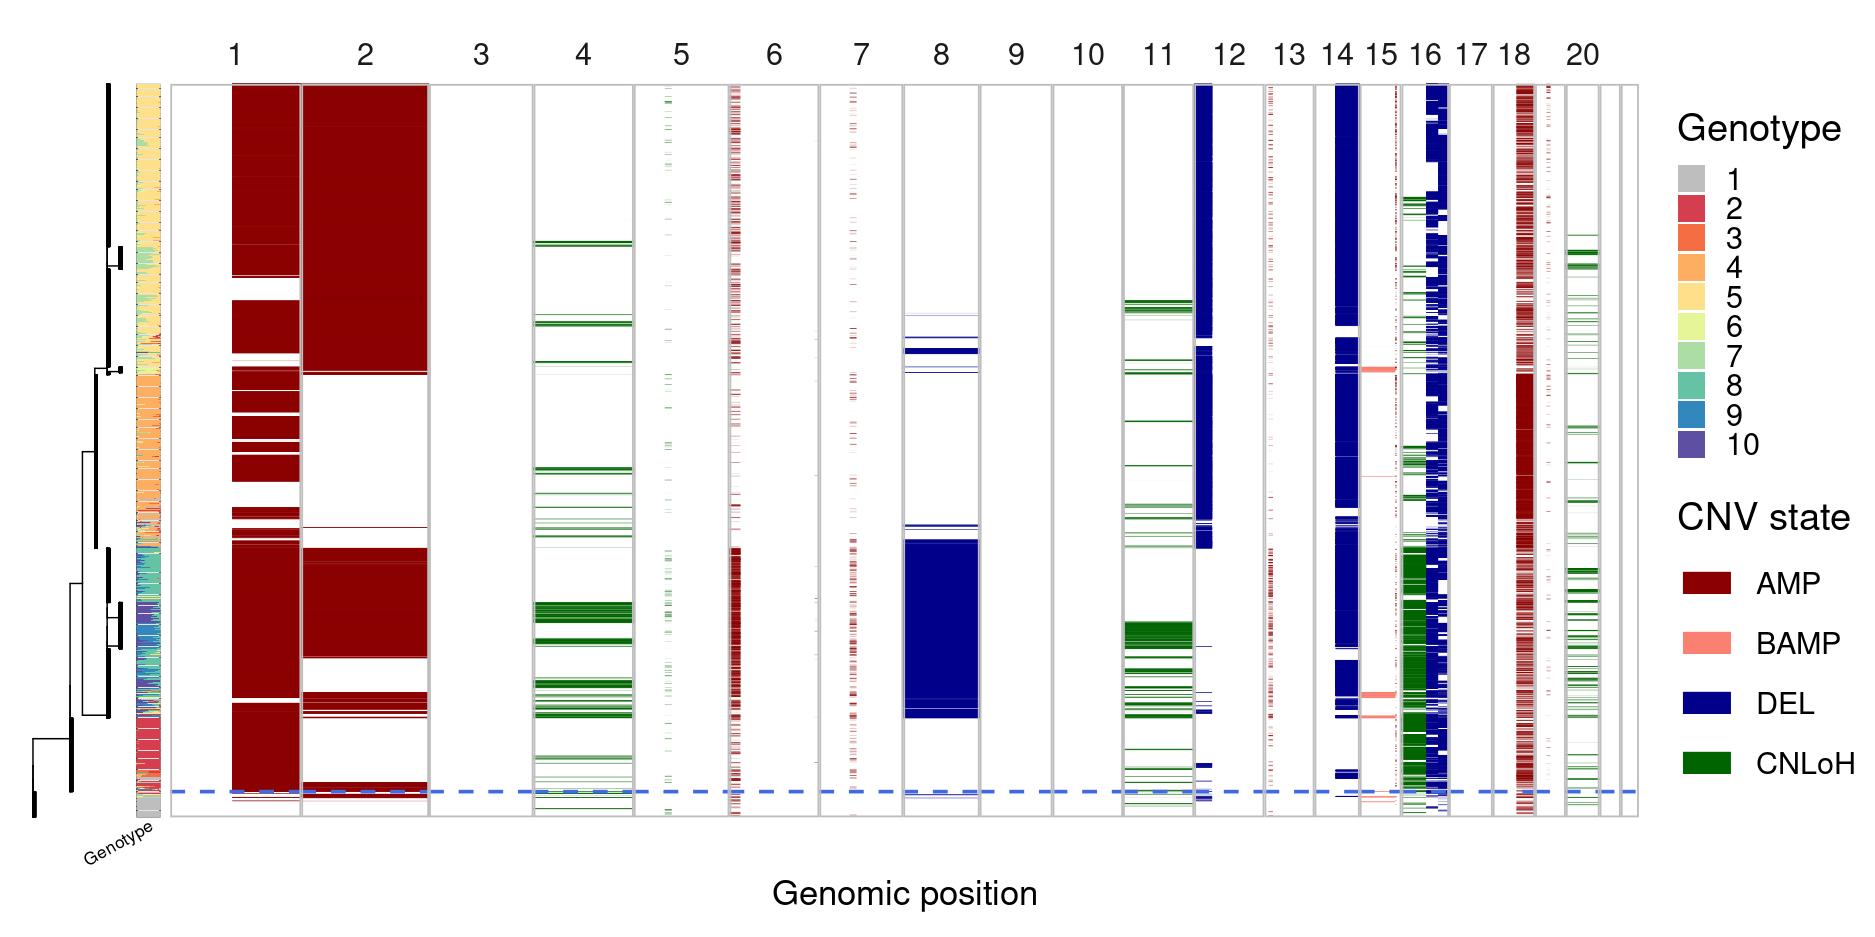 1 2 3 4 5 6 7 8 9 10 11 12 13 14 15 16 17 18 20
Genotype
1
2
3
4
5
6
7
8
9
10
CNV state
AMP
BAMP
DEL
CNLoH
Genotype
Genomic position